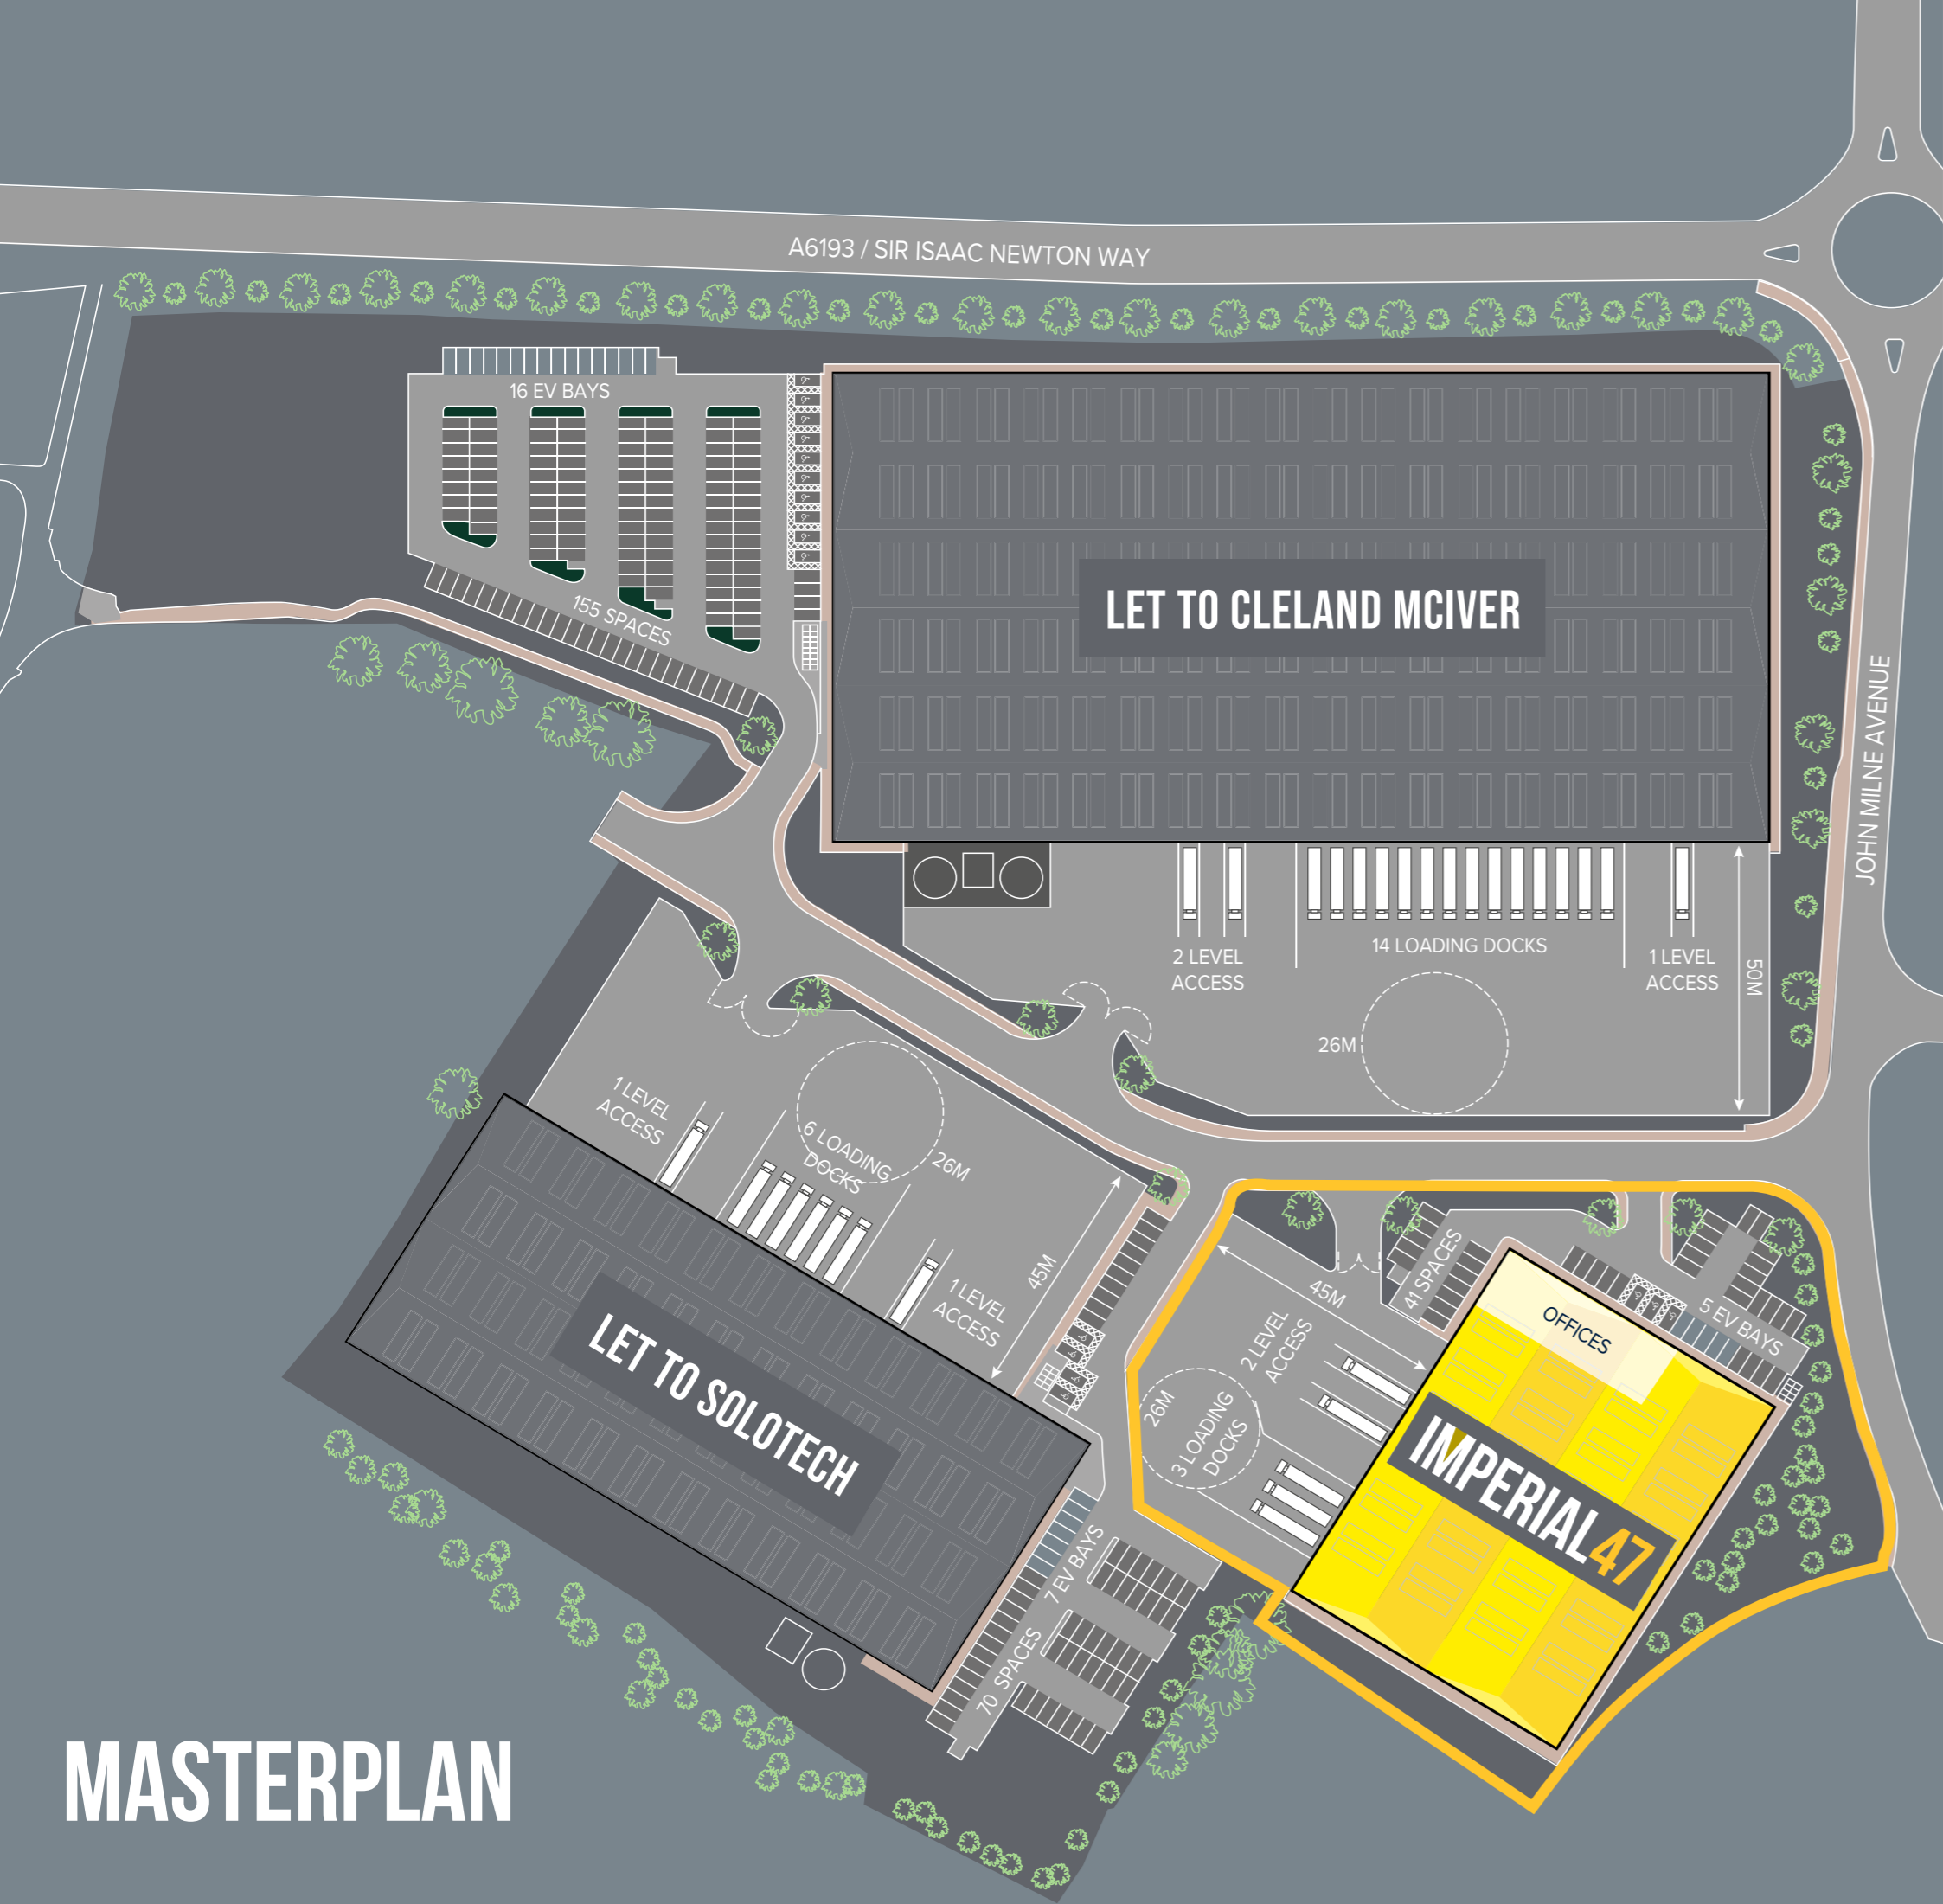 A6193 / SIR ISAAC NEWTON WAY
16 EV BAYS
155 SPACES
LET TO CLELAND MCIVER
JOHN MILNE AVENUE
2 LEVEL
ACCESS
14 LOADING DOCKS
1 LEVEL
ACCESS
50M
26M
1 LEVEL
ACCESS
6 LOADING
DOCKS
26M
1 LEVEL
ACCESS
45M
LET TO SOLOTECH
7 EV BAYS
70 SPACES
45M
41 SPACES
2 LEVEL
ACCESS
26M
3 LOADING
DOCKS
OFFICES
5 EV BAYS
IMPERIAL47
MASTERPLAN